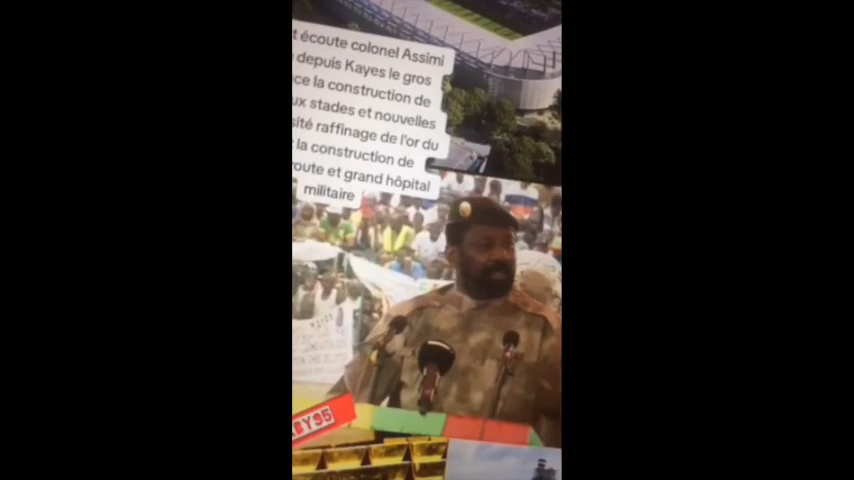 t écoute colonel Assimi
depuis Kayes le gros
ce la construction de
ux stades et nouvelles
sité raffinage de l'or du
la construction de
route et grand hôpital
militaire
BY95